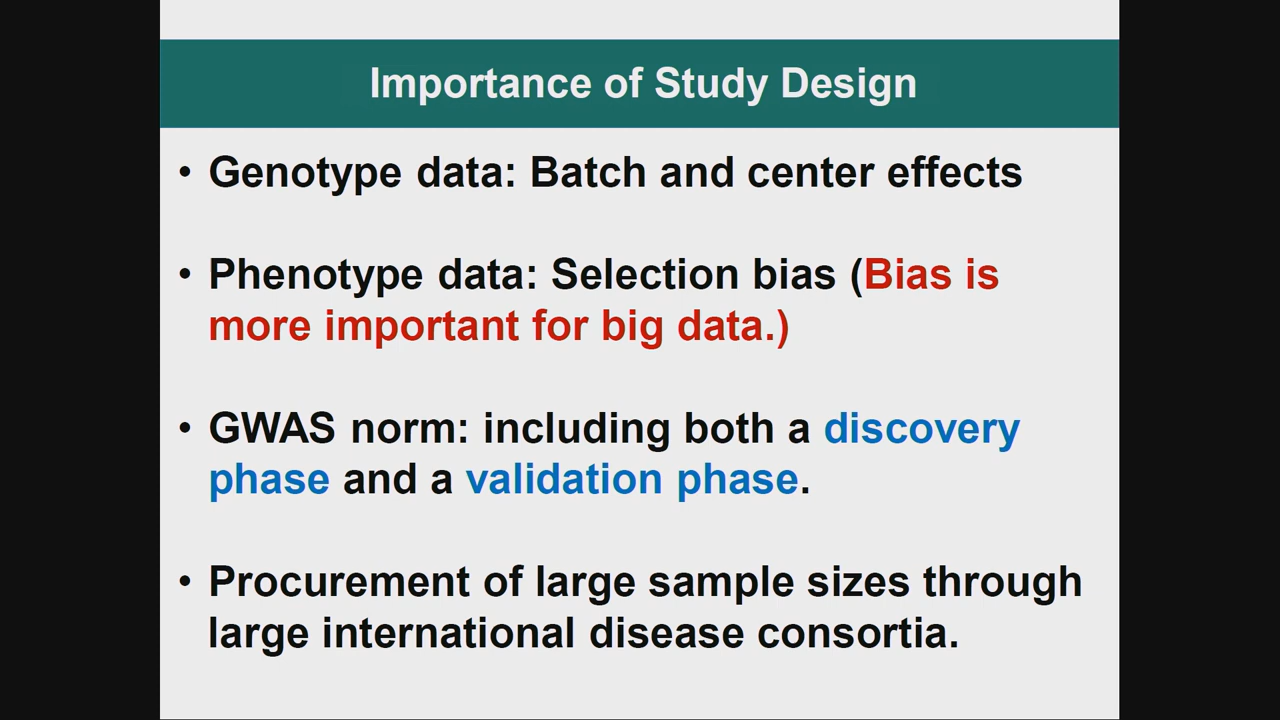 Importance of Study Design
• Genotype data: Batch and center effects
• Phenotype data: Selection bias (Bias is
more important for big data.)
• GWAS norm: including both a discovery
phase and a validation phase.
• Procurement of large sample sizes through
large international disease consortia.